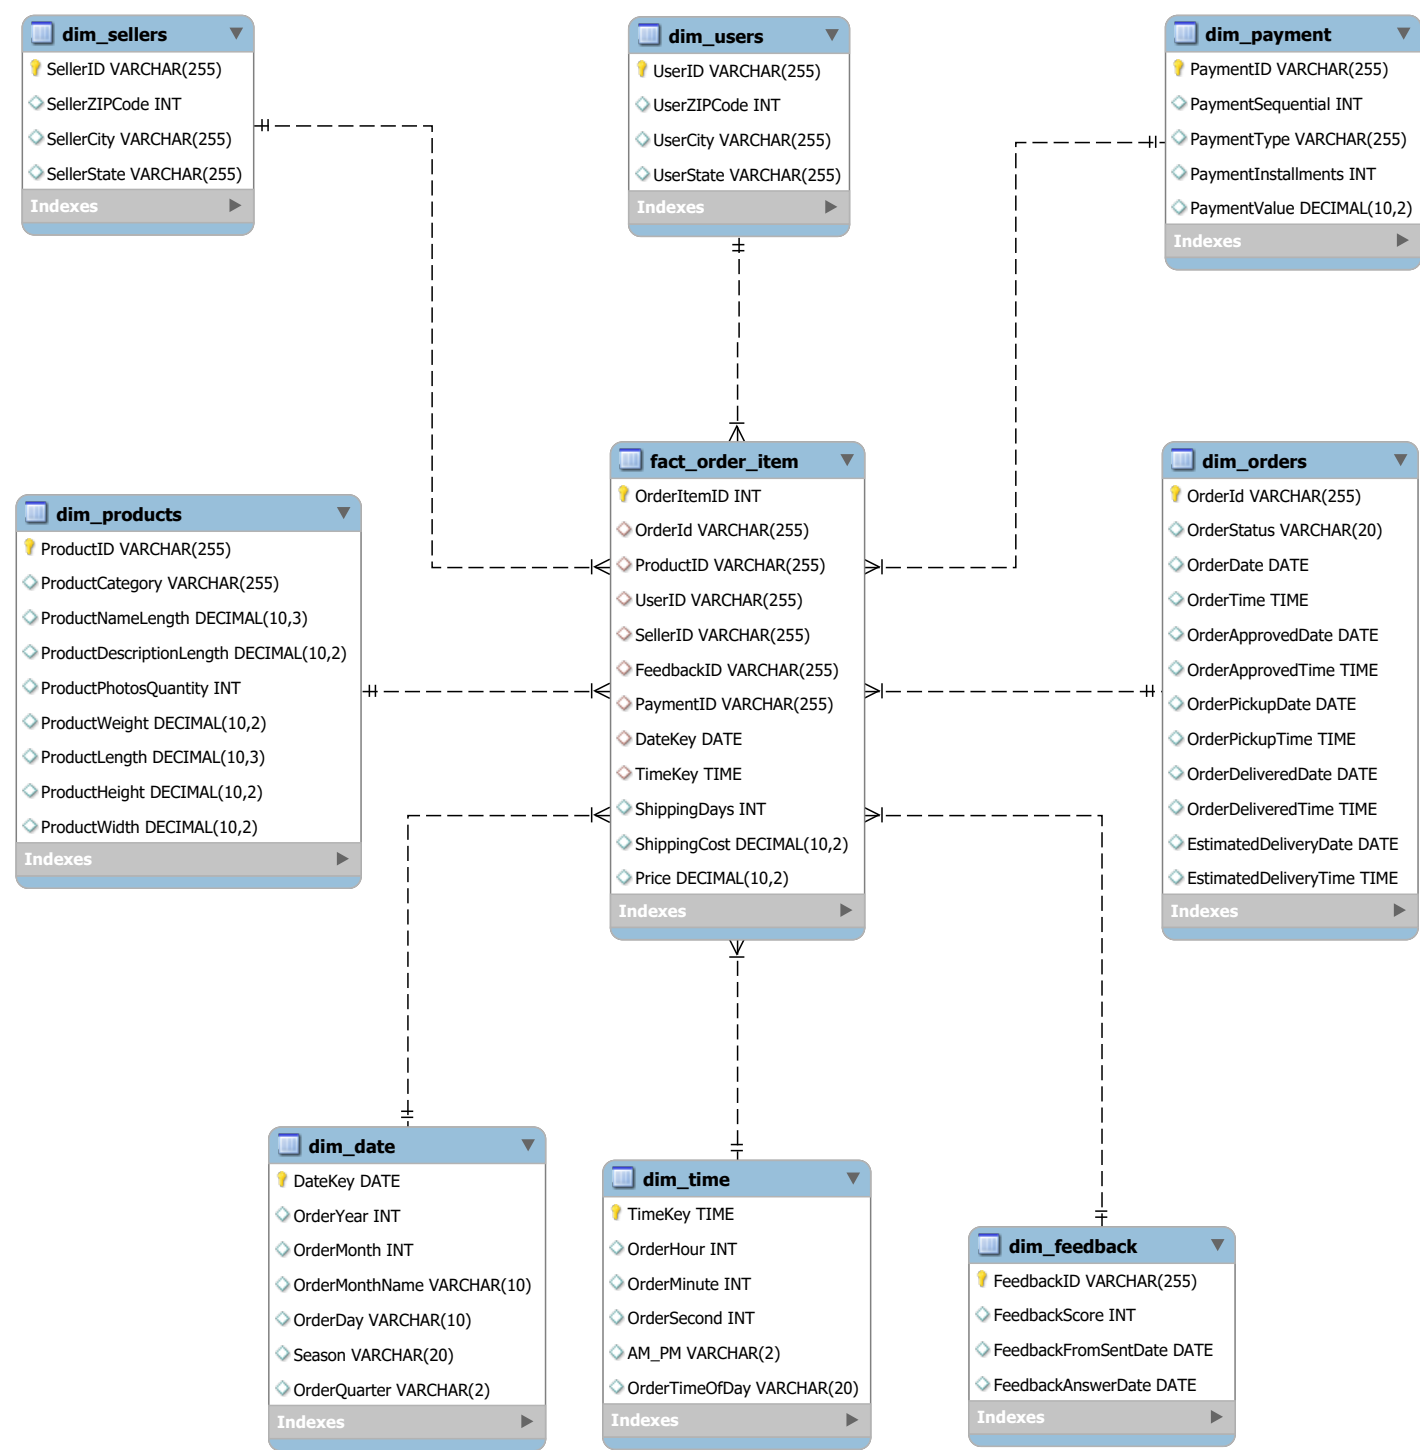 dim_sellers
SellerID VARCHAR(255)
SellerZIPCode INT
SellerCity VARCHAR(255)
SellerState VARCHAR(255)
Indexes
dim_users
UserID VARCHAR(255)
UserZIPCode INT
UserCity VARCHAR(255)
UserState VARCHAR(255)
Indexes
dim_payment
PaymentID VARCHAR(255)
PaymentSequential INT
PaymentType VARCHAR(255)
PaymentInstallments INT
PaymentValue DECIMAL(10,2)
Indexes
dim_products
ProductID VARCHAR(255)
ProductCategory VARCHAR(255)
ProductNameLength DECIMAL(10,3)
ProductDescriptionLength DECIMAL(10,2)
ProductPhotosQuantity INT
ProductWeight DECIMAL(10,2)
ProductLength DECIMAL(10,3)
ProductHeight DECIMAL(10,2)
ProductWidth DECIMAL(10,2)
Indexes
fact_order_item
OrderItemID INT
OrderId VARCHAR(255)
ProductID VARCHAR(255)
UserID VARCHAR(255)
SellerID VARCHAR(255)
FeedbackID VARCHAR(255)
PaymentID VARCHAR(255)
DateKey DATE
TimeKey TIME
ShippingDays INT
ShippingCost DECIMAL(10,2)
Price DECIMAL(10,2)
Indexes
dim_orders
OrderId VARCHAR(255)
OrderStatus VARCHAR(20)
OrderDate DATE
OrderTime TIME
OrderApprovedDate DATE
OrderApprovedTime TIME
OrderPickupDate DATE
OrderPickupTime TIME
OrderDeliveredDate DATE
OrderDeliveredTime TIME
EstimatedDeliveryDate DATE
EstimatedDeliveryTime TIME
Indexes
dim_date
DateKey DATE
OrderYear INT
OrderMonth INT
OrderMonthName VARCHAR(10)
OrderDay VARCHAR(10)
Season VARCHAR(20)
OrderQuarter VARCHAR(2)
Indexes
dim_time
TimeKey TIME
OrderHour INT
OrderMinute INT
OrderSecond INT
AM_PM VARCHAR(2)
OrderTimeOfDay VARCHAR(20)
Indexes
dim_feedback
FeedbackID VARCHAR(255)
FeedbackScore INT
FeedbackFromSentDate DATE
FeedbackAnswerDate DATE
Indexes